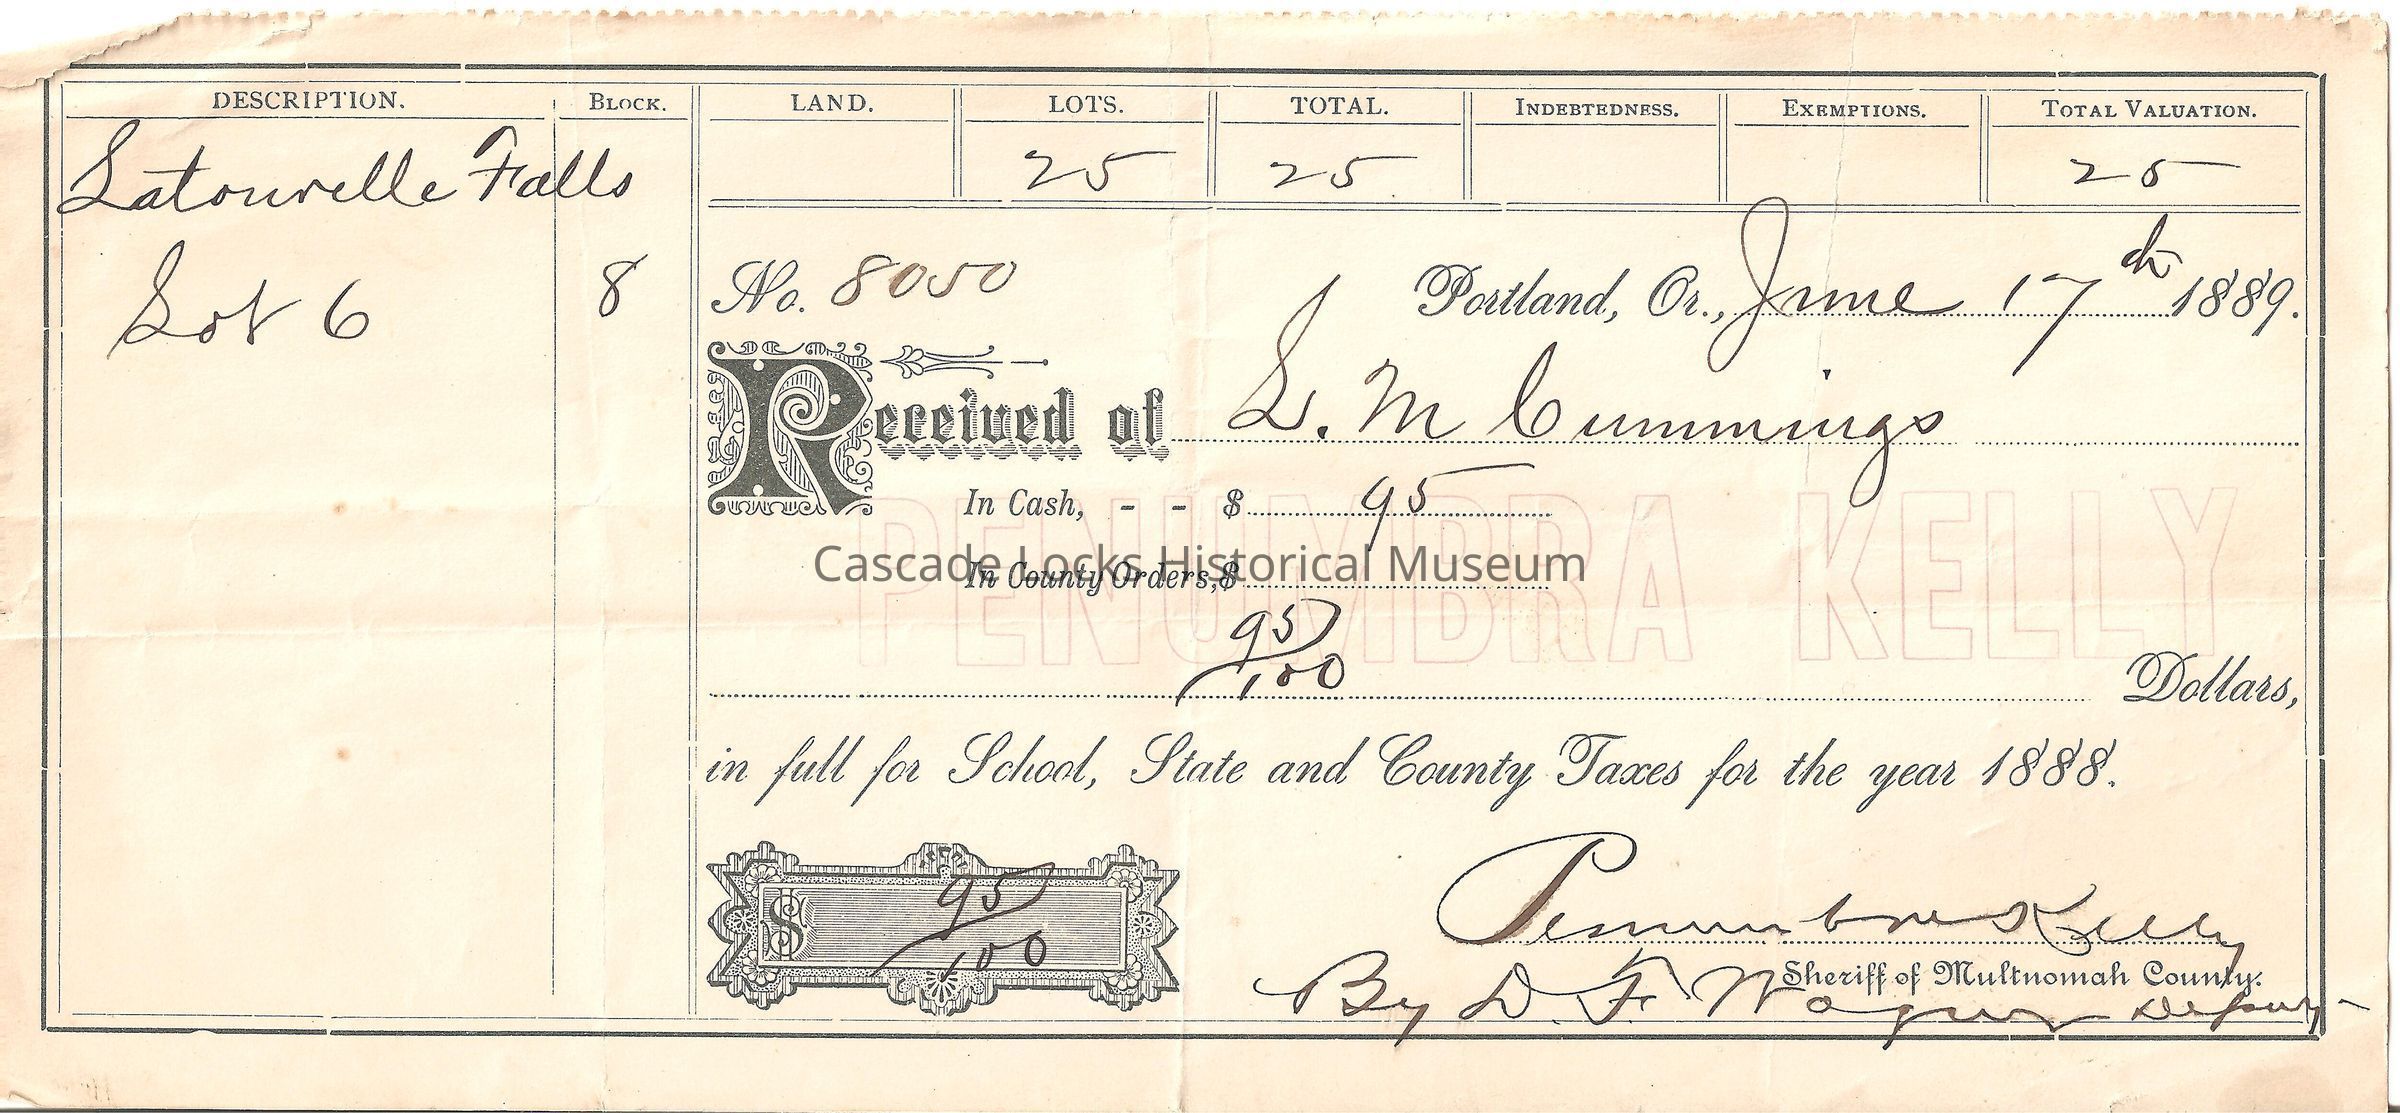 DESCRIPTION. BLOCK. LAND. LOTS. TOTAL. INDEBTEDNESS. EXEMPTIONS. TOTAL VALUATION.
Latourelle Falls 25 25 25
Lot 6 8
No. 8050 Portland, Or., June 17th 1889.
Received of L. M Cummings
In Cash, - - $ 95
PENUMBRA KELLY
Cascade Locks Historical Museum
In County Orders, $
95/100 Dollars,
in full for School, State and County Taxes for the year 1888.
$ 95/100
Penumbra Kelly
Sheriff of Multnomah County.
By D. F. Deputy